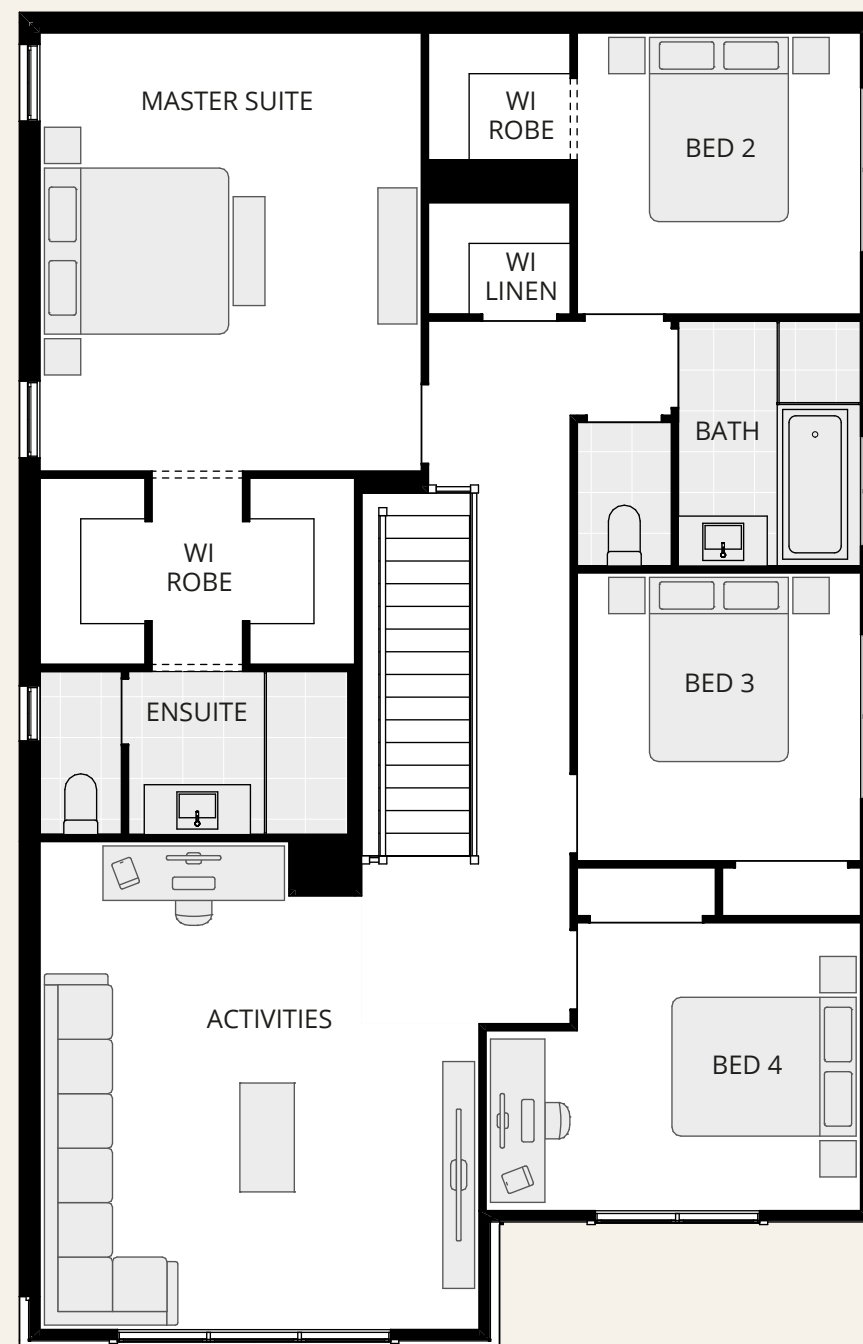 MASTER SUITE
WI
ROBE
BED 2
WI
LINEN
BATH
WI
ROBE
BED 3
ENSUITE
ACTIVITIES
BED 4